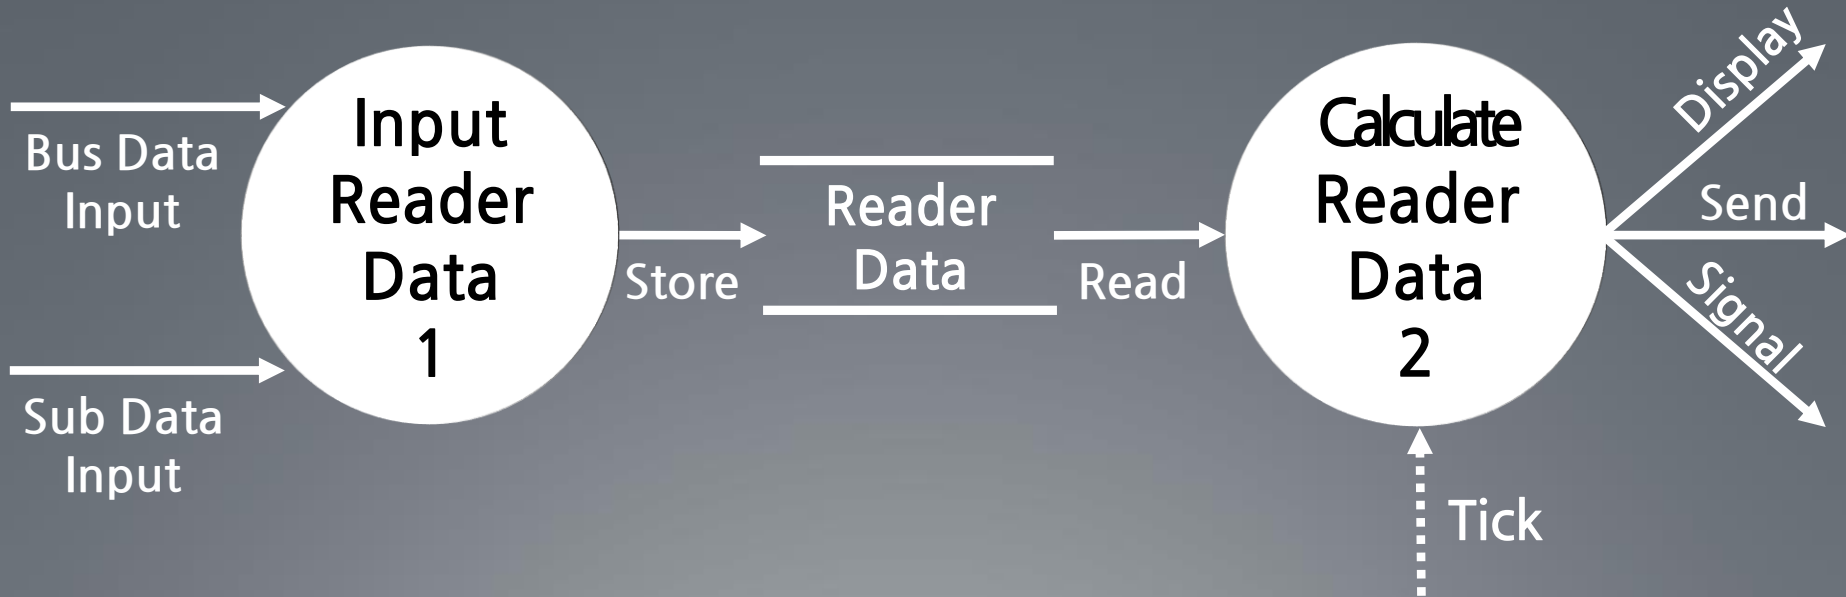 Bus Data
Input
Sub Data
Input
Input
Reader
Data
1
Store
Reader
Data
Read
Calculate
Reader
Data
2
Display
Send
Signal
Tick